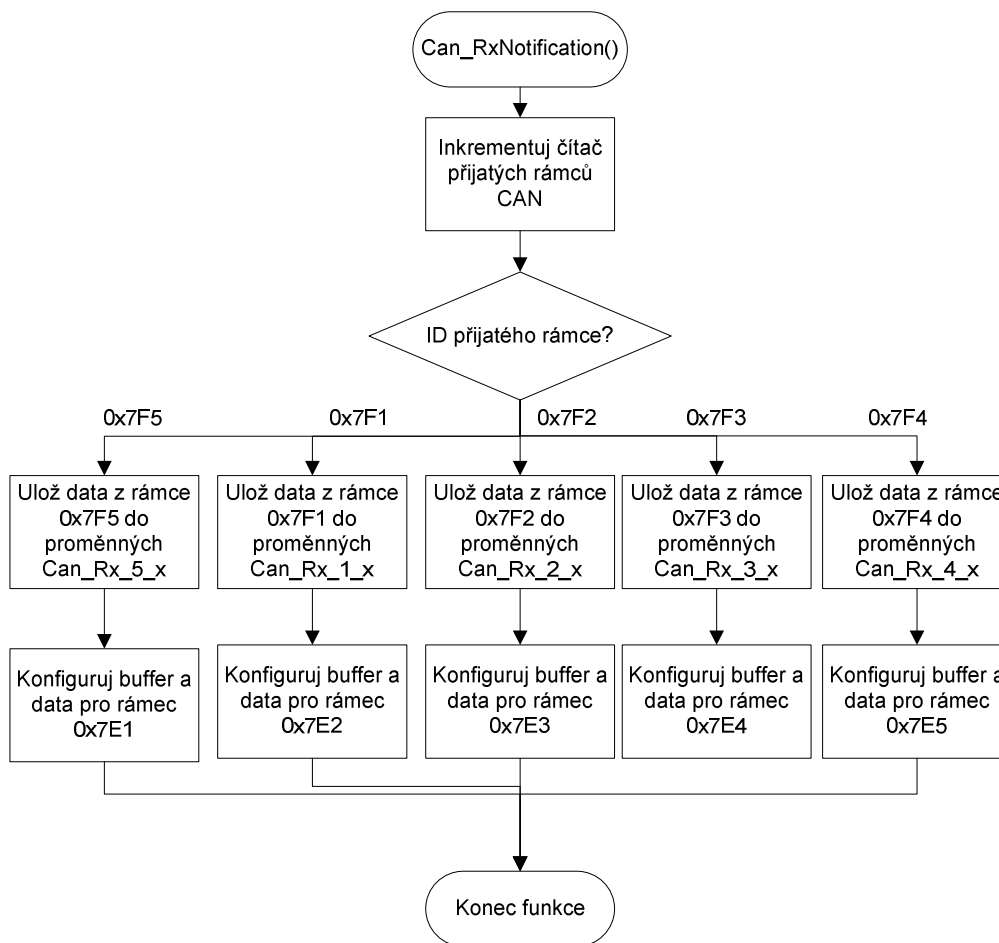 Can_RxNotification()
Inkrementuj čítač
přijatých rámců
CAN
ID přijatého rámce?
0x7F5
0x7F1
0x7F2
0x7F3
0x7F4
Ulož data z rámce
0x7F5 do
proměnných
Can_Rx_5_x
Ulož data z rámce
0x7F1 do
proměnných
Can_Rx_1_x
Ulož data z rámce
0x7F2 do
proměnných
Can_Rx_2_x
Ulož data z rámce
0x7F3 do
proměnných
Can_Rx_3_x
Ulož data z rámce
0x7F4 do
proměnných
Can_Rx_4_x
Konfiguruj buffer a
data pro rámec
0x7E1
Konfiguruj buffer a
data pro rámec
0x7E2
Konfiguruj buffer a
data pro rámec
0x7E3
Konfiguruj buffer a
data pro rámec
0x7E4
Konfiguruj buffer a
data pro rámec
0x7E5
Konec funkce